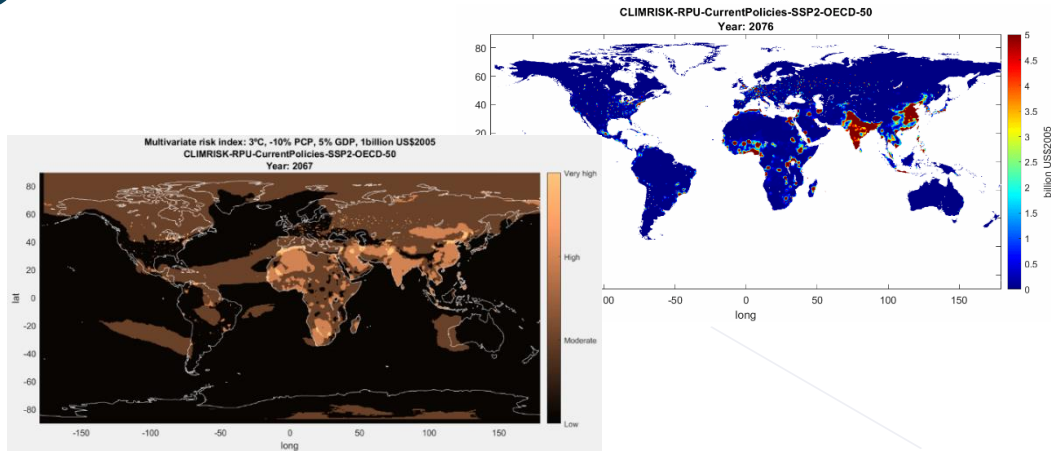 CLIMRISK-RPU-CurrentPolicies-SSP2-OECD-50
Year: 2076
80
60
40
20
00
-50
0
50
100
150
long
5
4.5
4
3.5
3
2.5
2
1.5
1
0.5
0
billion US$2005
Multivariate risk index: 3ºC, -10% PCP, 5% GDP, 1billion US$2005
CLIMRISK-RPU-CurrentPolicies-SSP2-OECD-50
Year: 2067
80
60
40
20
0
-20
-40
-60
-80
lat
-150
-100
-50
0
50
100
150
long
Very high
High
Moderate
Low